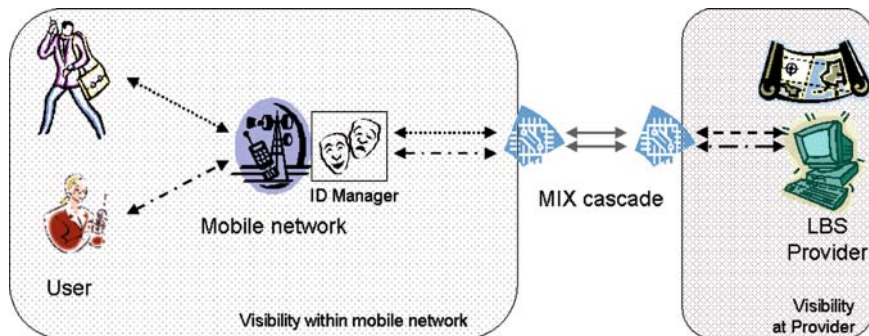 ID Manager
Mobile network
MIX cascade
LBS
Provider
User
Visibility within mobile network
Visibility
at Provider